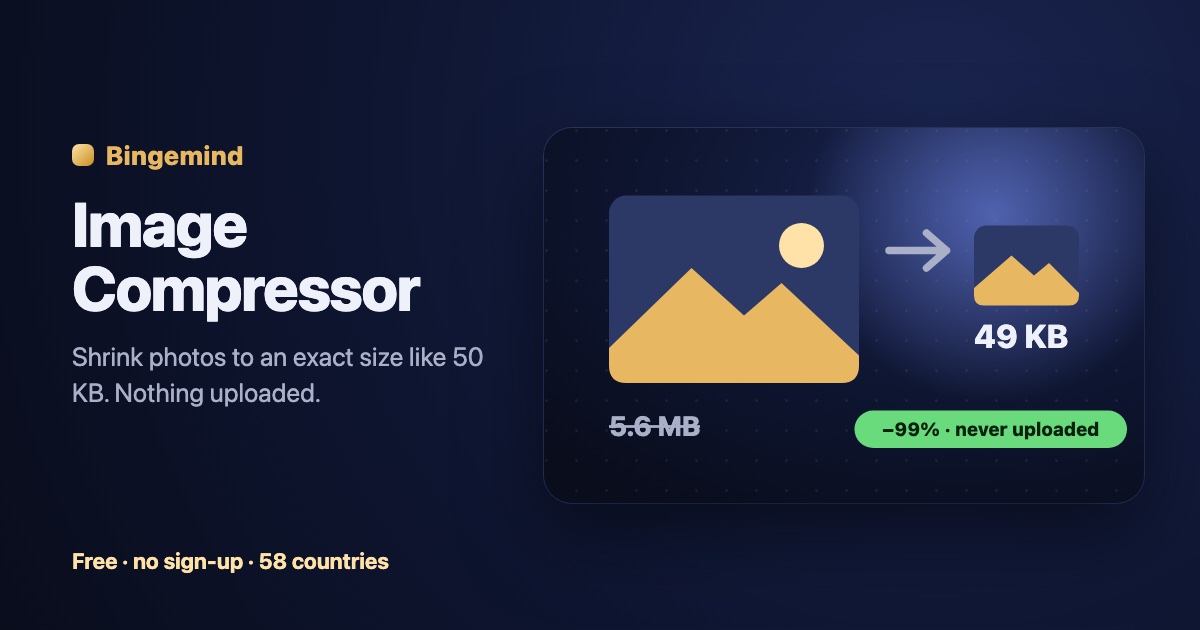 Bingemind
Image
Compressor
Shrink photos to an exact size like 50
KB. Nothing uploaded.
49 KB
5.6 MB
−99% · never uploaded
Free · no sign-up · 58 countries